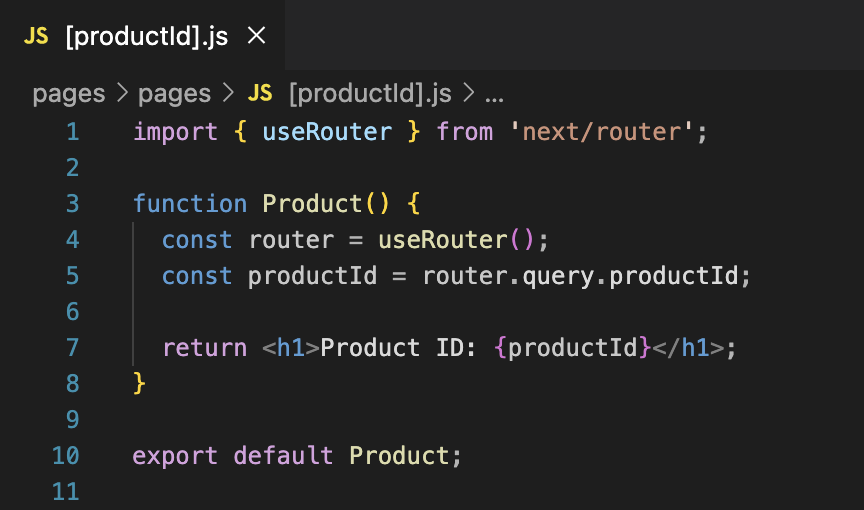 JS [productId].js ×
pages > pages > JS [productId].js > ...
1 import { useRouter } from 'next/router';
2
3 function Product() {
4   const router = useRouter();
5   const productId = router.query.productId;
6
7   return <h1>Product ID: {productId}</h1>;
8 }
9
10 export default Product;
11